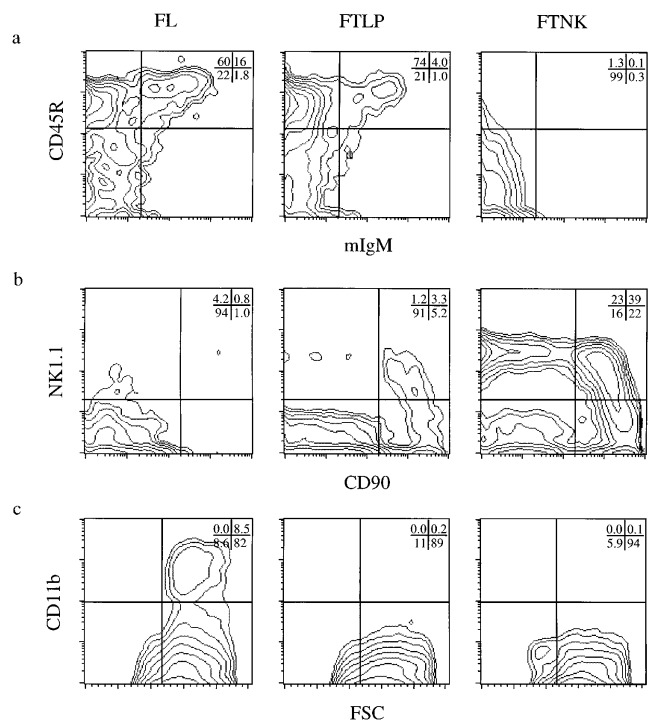 FL FTLP FTNK
a
CD45R
60 16
22 1.8
74 4.0
21 1.0
1.3 0.1
99 0.3
mIgM
b
NK1.1
4.2 0.8
94 1.0
1.2 3.3
91 5.2
23 39
16 22
CD90
c
CD11b
0.0 8.5
8.6 82
0.0 0.2
11 89
0.0 0.1
5.9 94
FSC